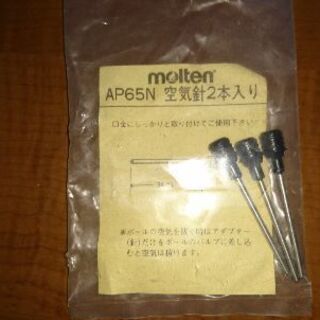 molten
AP65N 空気針2本入り
口金にしっかりと取り付けてご使用下さい。
※ボールの空気を抜く時はアダプター
(針)だけをボールのバルブに差し込
むと空気は抜けます。